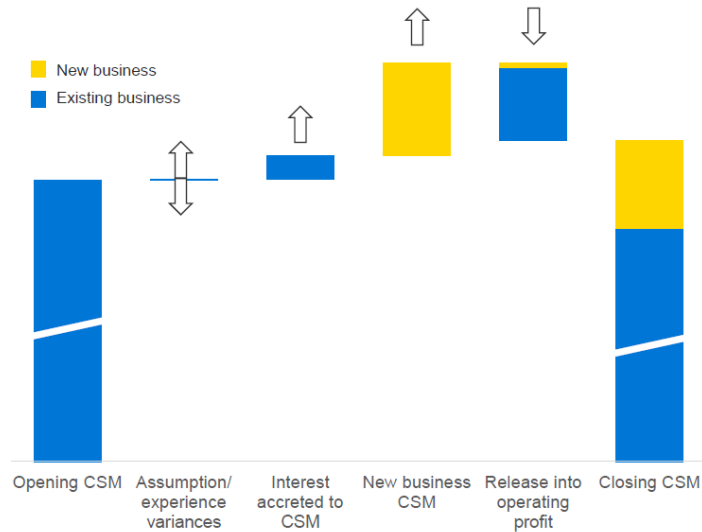 New business
Existing business
Opening CSM
Assumption/
experience
variances
Interest
accreted to
CSM
New business
CSM
Release into
operating
profit
Closing CSM